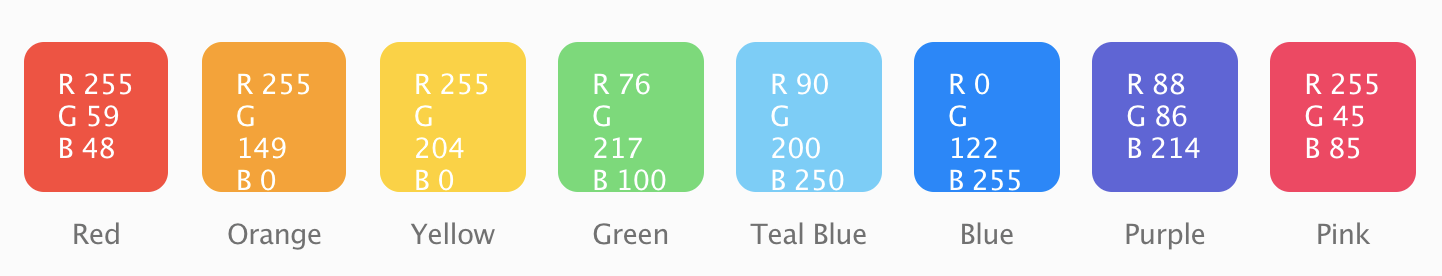 R 255
G 59
B 48
R 255
G
149
B 0
R 255
G
204
B 0
R 76
G
217
B 100
R 90
G
200
B 250
R 0
G
122
B 255
R 88
G 86
B 214
R 255
G 45
B 85
Red
Orange
Yellow
Green
Teal Blue
Blue
Purple
Pink